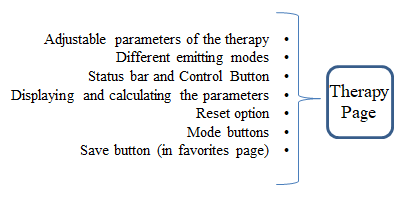 Adjustable parameters of the therapy •
Different emitting modes •
Status bar and Control Button •
Displaying and calculating the parameters •
Reset option •
Mode buttons •
Save button (in favorites page) •
Therapy
Page